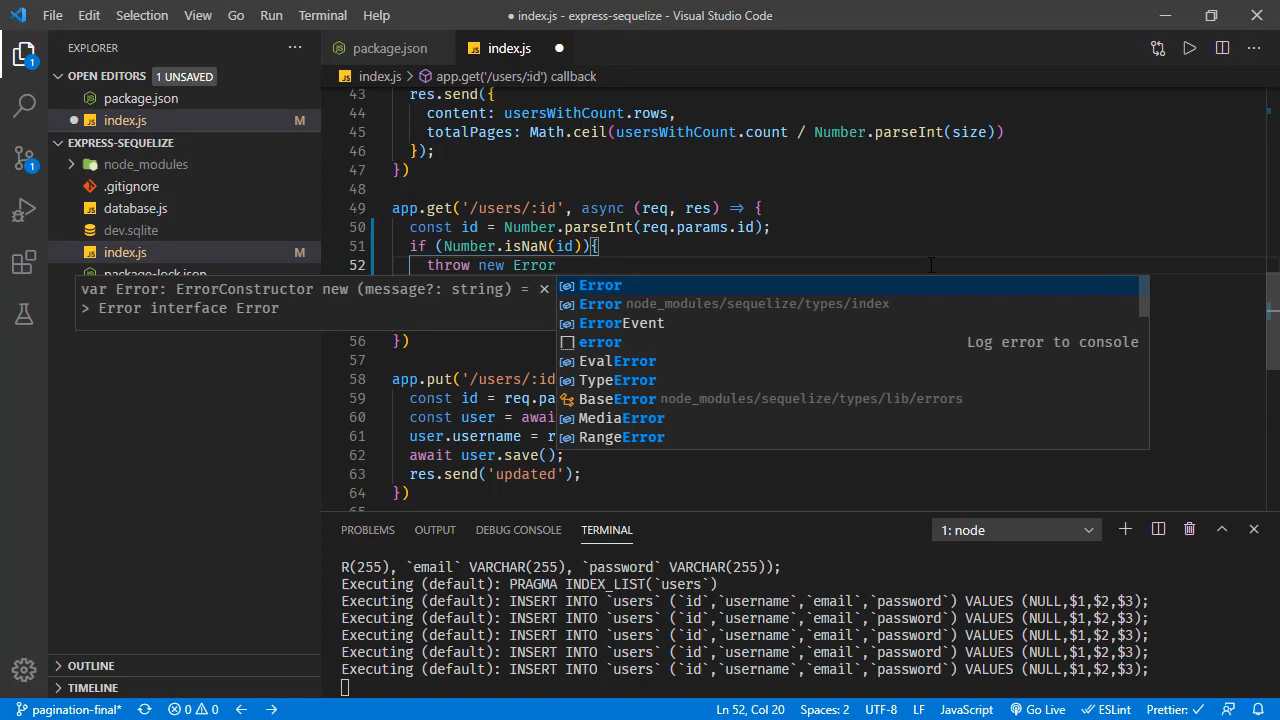 File Edit Selection View Go Run Terminal Help
● index.js - express-sequelize - Visual Studio Code
1
1
EXPLORER
OPEN EDITORS 1 UNSAVED
package.json
index.js M
EXPRESS-SEQUELIZE
node_modules
.gitignore
database.js
dev.sqlite
index.js M
package-lock.json
OUTLINE
TIMELINE
package.json
index.js
index.js > app.get('/users/:id') callback
43 res.send({
44 content: usersWithCount.rows,
45 totalPages: Math.ceil(usersWithCount.count / Number.parseInt(size))
46 });
47 })
48
49 app.get('/users/:id', async (req, res) => {
50 const id = Number.parseInt(req.params.id);
51 if (Number.isNaN(id)){
52 throw new Error
var Error: ErrorConstructor new (message?: string) =
> Error interface Error
Error
Error node_modules/sequelize/types/index
ErrorEvent
error Log error to console
EvalError
TypeError
BaseError node_modules/sequelize/types/lib/errors
MediaError
RangeError
56 })
57
58 app.put('/users/:id
59 const id = req.pa
60 const user = awai
61 user.username = r
62 await user.save();
63 res.send('updated');
64 })
PROBLEMS OUTPUT DEBUG CONSOLE TERMINAL
1: node
R(255), `email` VARCHAR(255), `password` VARCHAR(255));
Executing (default): PRAGMA INDEX_LIST(`users`)
Executing (default): INSERT INTO `users` (`id`,`username`,`email`,`password`) VALUES (NULL,$1,$2,$3);
Executing (default): INSERT INTO `users` (`id`,`username`,`email`,`password`) VALUES (NULL,$1,$2,$3);
Executing (default): INSERT INTO `users` (`id`,`username`,`email`,`password`) VALUES (NULL,$1,$2,$3);
Executing (default): INSERT INTO `users` (`id`,`username`,`email`,`password`) VALUES (NULL,$1,$2,$3);
Executing (default): INSERT INTO `users` (`id`,`username`,`email`,`password`) VALUES (NULL,$1,$2,$3);
pagination-final* 0 0
Ln 52, Col 20 Spaces: 2 UTF-8 LF JavaScript Go Live ESLint Prettier: ✓